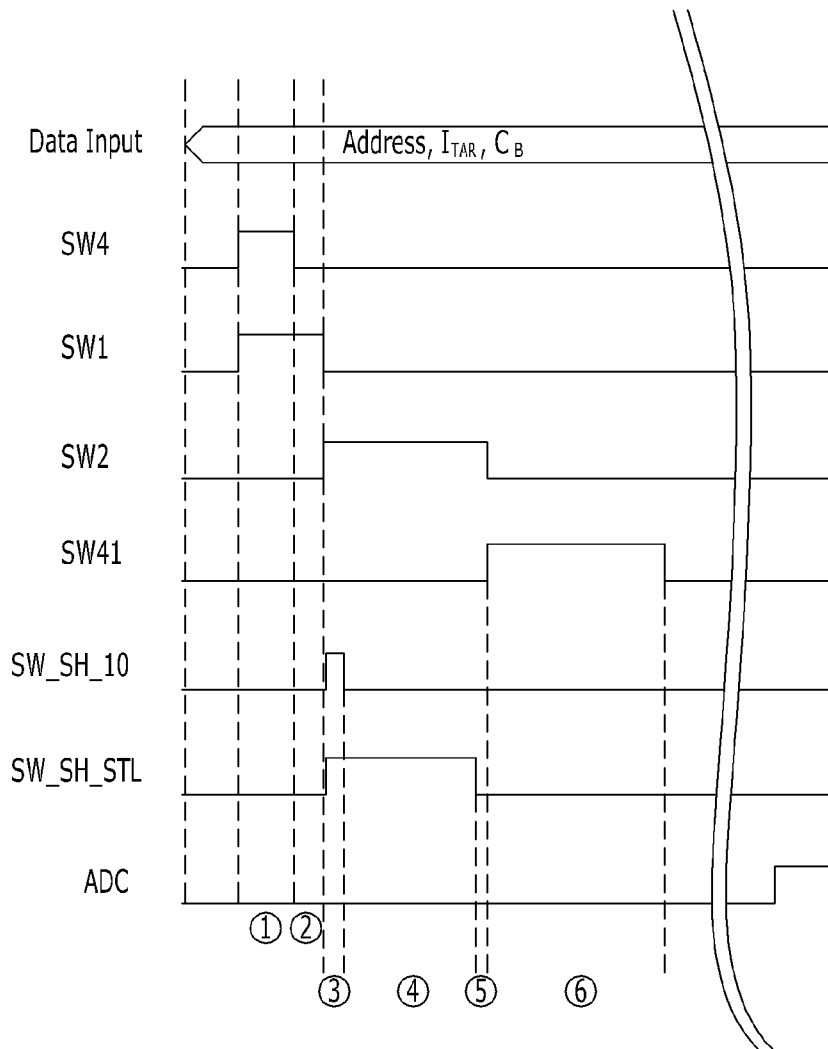 Data Input
Address, I_TAR, C_B
SW4
SW1
SW2
SW41
SW_SH_10
SW_SH_STL
ADC
① ②
③ ④ ⑤ ⑥